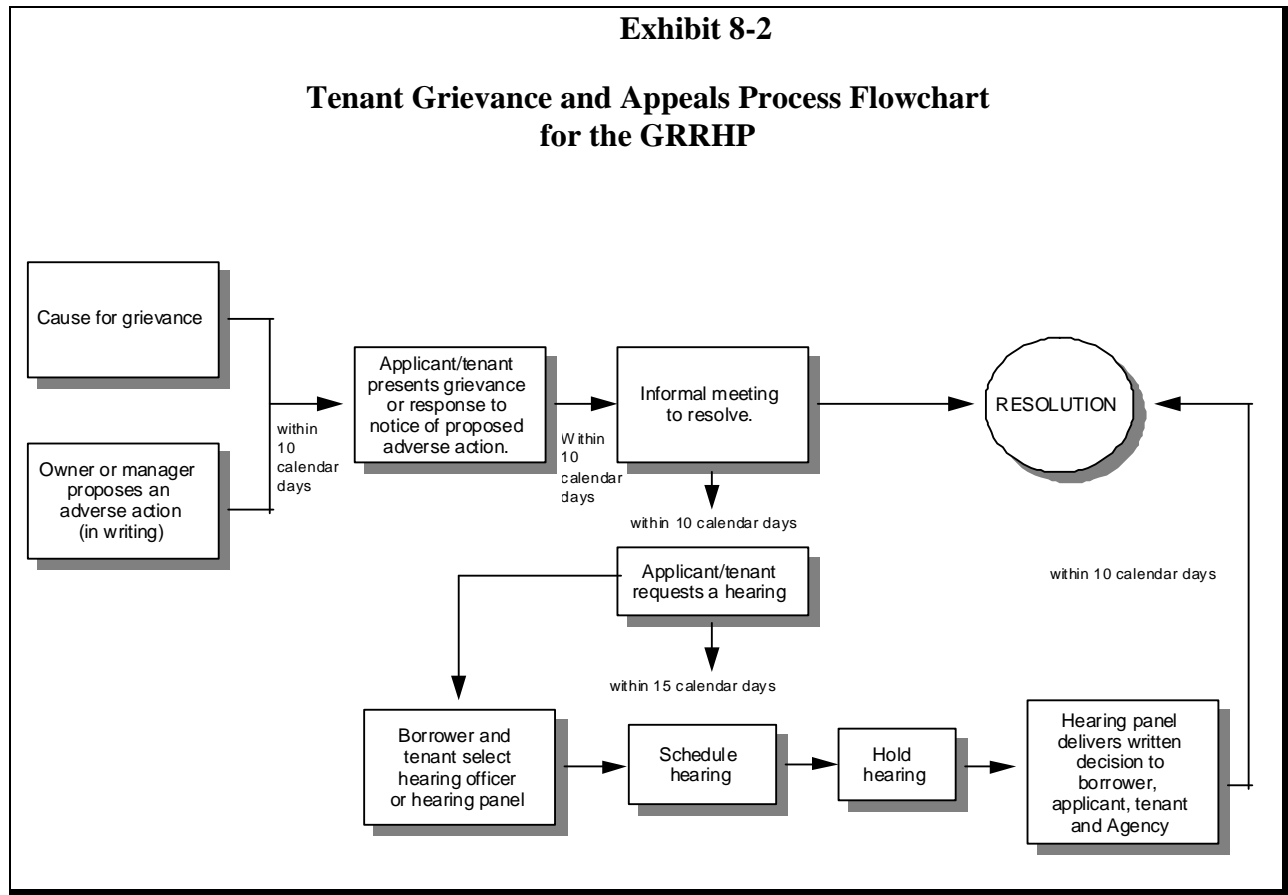 Exhibit 8-2
Tenant Grievance and Appeals Process Flowchart
for the GRRHP
Cause for grievance
Owner or manager
proposes an
adverse action
(in writing)
within
10
calendar
days
Applicant/tenant
presents grievance
or response to
notice of proposed
adverse action.
Within
10
calendar
days
Informal meeting
to resolve.
RESOLUTION
within 10 calendar days
Applicant/tenant
requests a hearing
within 15 calendar days
within 10 calendar days
Borrower and
tenant select
hearing officer
or hearing panel
Schedule
hearing
Hold
hearing
Hearing panel
delivers written
decision to
borrower,
applicant, tenant
and Agency